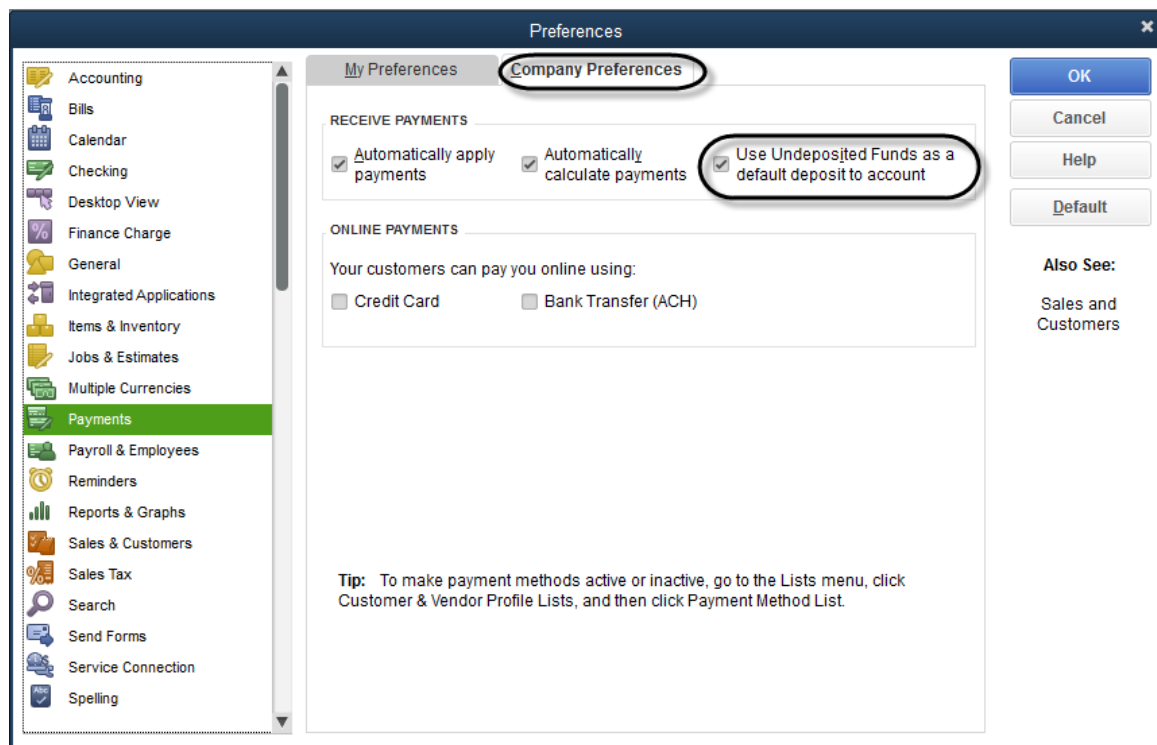 Preferences
Accounting
Bills
Calendar
Checking
Desktop View
Finance Charge
General
Integrated Applications
Items & Inventory
Jobs & Estimates
Multiple Currencies
Payments
Payroll & Employees
Reminders
Reports & Graphs
Sales & Customers
Sales Tax
Search
Send Forms
Service Connection
Spelling
My Preferences
Company Preferences
RECEIVE PAYMENTS
Automatically apply
payments
Automatically
calculate payments
Use Undeposited Funds as a
default deposit to account
ONLINE PAYMENTS
Your customers can pay you online using:
Credit Card
Bank Transfer (ACH)
Tip: To make payment methods active or inactive, go to the Lists menu, click
Customer & Vendor Profile Lists, and then click Payment Method List.
OK
Cancel
Help
Default
Also See:
Sales and
Customers